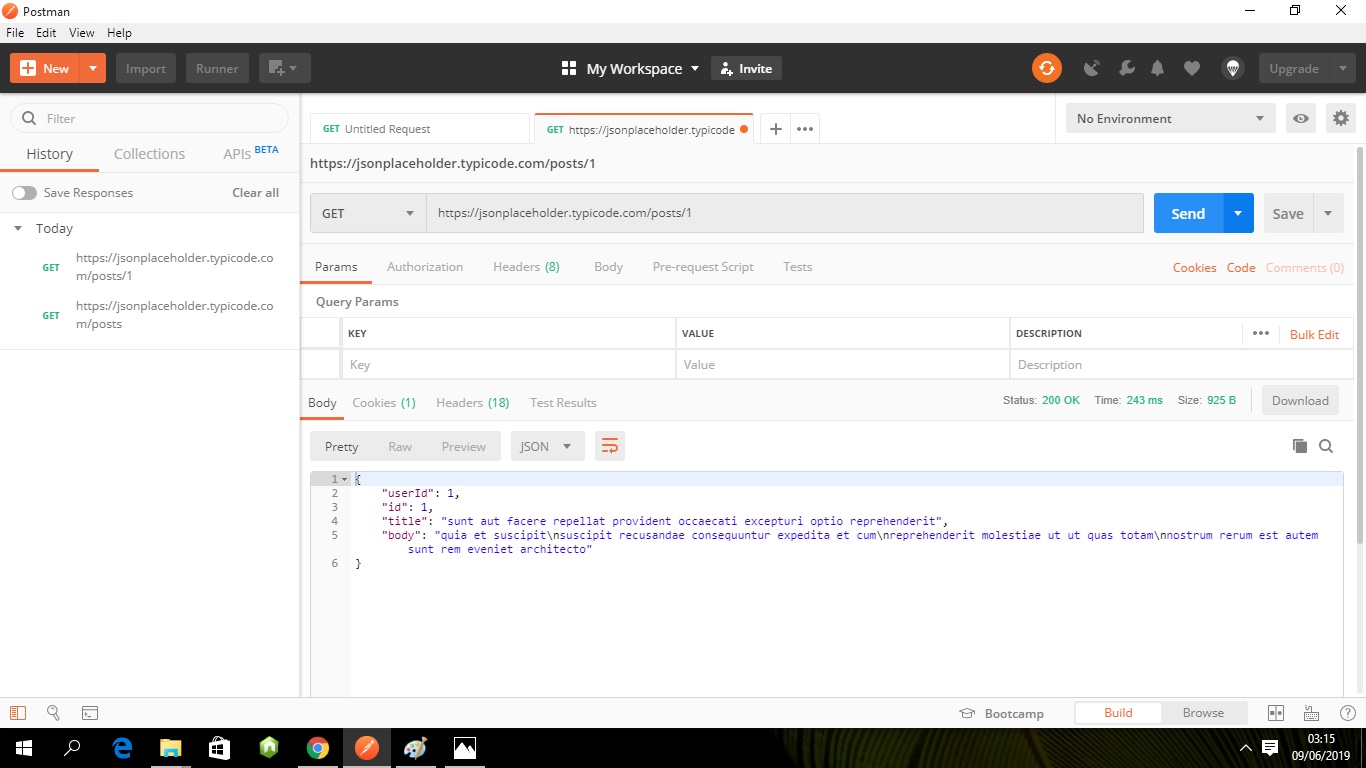 Postman
File Edit View Help
New Import Runner My Workspace Invite Upgrade
Filter
History Collections APIs BETA
Save Responses Clear all
Today
GET https://jsonplaceholder.typicode.co
m/posts/1
GET https://jsonplaceholder.typicode.co
m/posts
GET Untitled Request GET https://jsonplaceholder.typicode No Environment
https://jsonplaceholder.typicode.com/posts/1
GET https://jsonplaceholder.typicode.com/posts/1 Send Save
Params Authorization Headers (8) Body Pre-request Script Tests Cookies Code Comments (0)
Query Params
KEY VALUE DESCRIPTION Bulk Edit
Key Value Description
Body Cookies (1) Headers (18) Test Results Status: 200 OK Time: 243 ms Size: 925 B Download
Pretty Raw Preview JSON
1 {
2 "userId": 1,
3 "id": 1,
4 "title": "sunt aut facere repellat provident occaecati excepturi optio reprehenderit",
5 "body": "quia et suscipit\nsuscipit recusandae consequuntur expedita et cum\nreprehenderit molestiae ut ut quas totam\nnostrum rerum est autem
sunt rem eveniet architecto"
6 }
Bootcamp Build Browse
03:15
09/06/2019